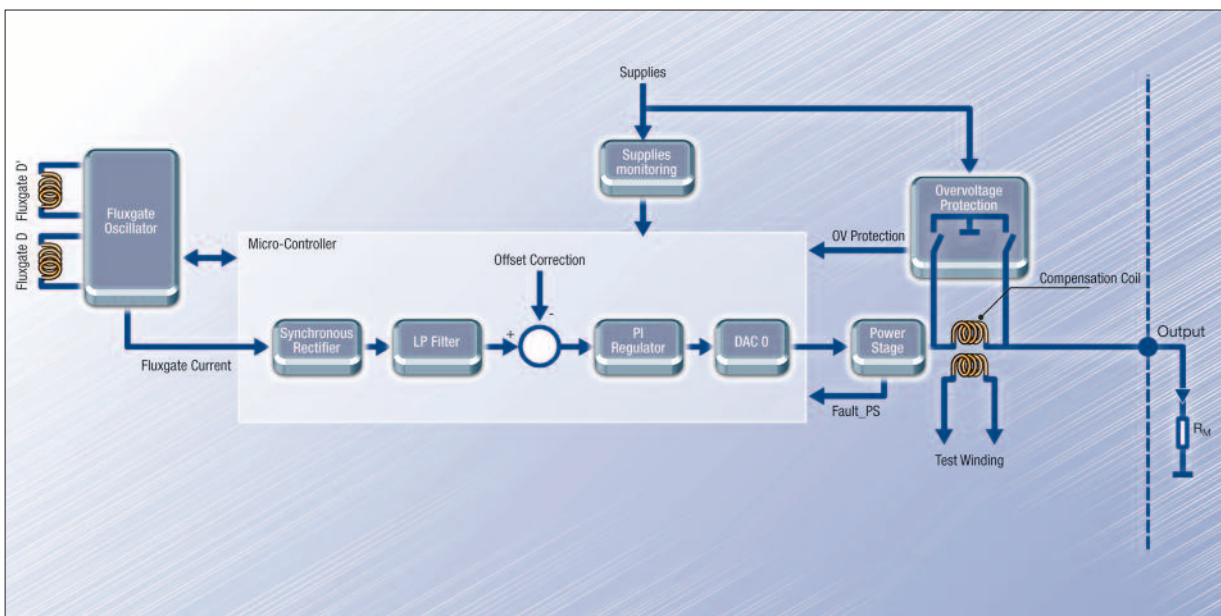 Supplies
Supplies
monitoring
Overvoltage
Protection
Fluxgate D'
Fluxgate D
Fluxgate
Oscillator
Micro-Controller
OV Protection
Offset Correction
Compensation Coil
+
-
Synchronous
Rectifier
LP Filter
PI
Regulator
DAC 0
Power
Stage
Output
Fluxgate Current
Fault_PS
Test Winding
RM